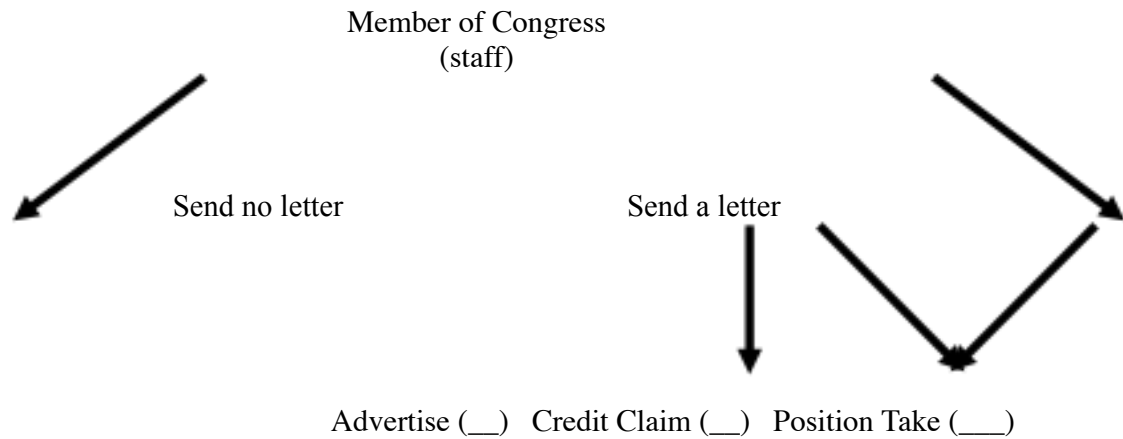 Member of Congress
(staff)
Send no letter Send a letter
Advertise (__) Credit Claim (__) Position Take (___)